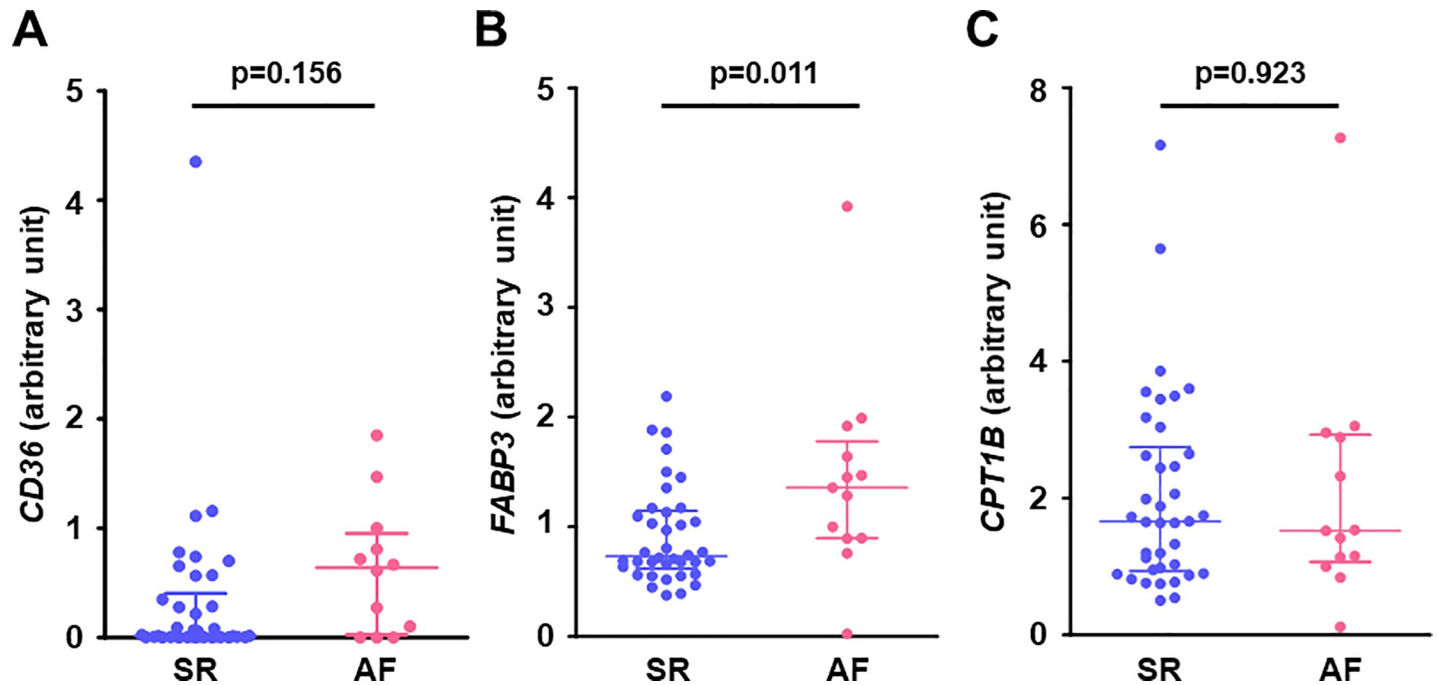 A
p=0.156
CD36 (arbitrary unit)
5
4
3
2
1
0
SR
AF
B
p=0.011
FABP3 (arbitrary unit)
5
4
3
2
1
0
SR
AF
C
p=0.923
CPT1B (arbitrary unit)
8
6
4
2
0
SR
AF